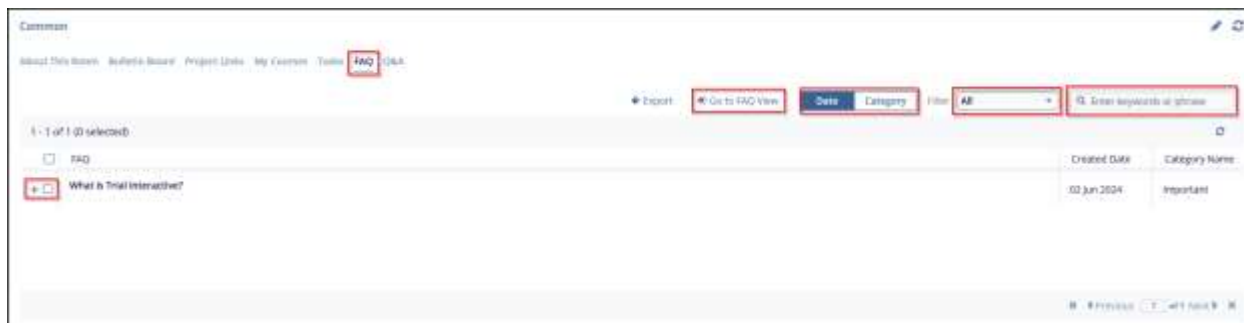 Common
About This Room Bulletin Board Project Links My Courses Tasks FAQ Q&A
Export Go to FAQ View Date Category Filter All Enter keywords or phrase
1 - 1 of 1 (0 selected)
FAQ Created Date Category Name
What is Trial Interactive? 02 Jun 2024 Important
Previous 1 of 1 Next